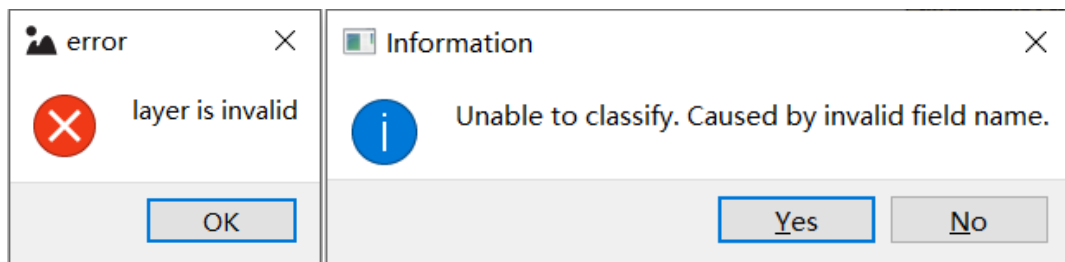 error
layer is invalid
OK
Information
Unable to classify. Caused by invalid field name.
Yes
No